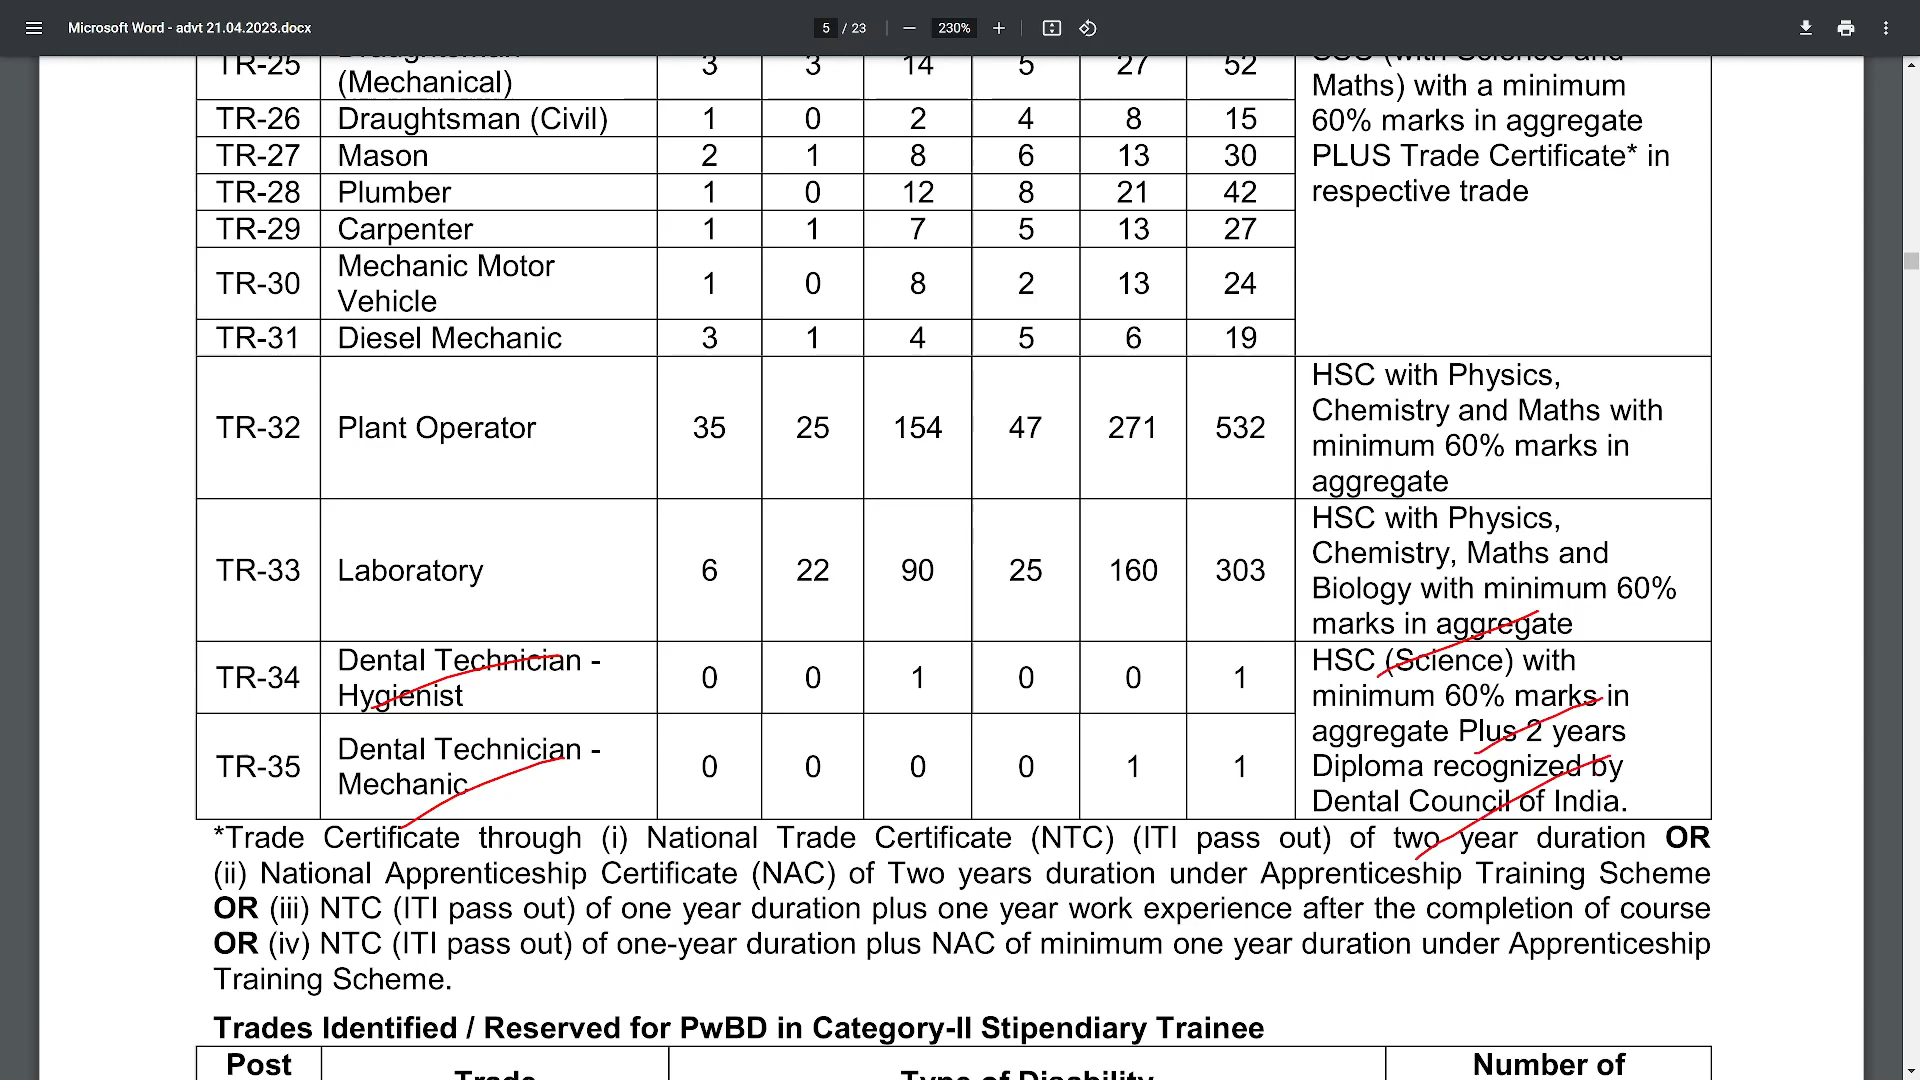 Microsoft Word - advt 21.04.2023.docx
5 / 23
230%
TR-25 (Mechanical) 3 3 14 5 27 52
Maths) with a minimum
60% marks in aggregate
PLUS Trade Certificate* in
respective trade
TR-26 Draughtsman (Civil) 1 0 2 4 8 15
TR-27 Mason 2 1 8 6 13 30
TR-28 Plumber 1 0 12 8 21 42
TR-29 Carpenter 1 1 7 5 13 27
TR-30 Mechanic Motor
Vehicle 1 0 8 2 13 24
TR-31 Diesel Mechanic 3 1 4 5 6 19
TR-32 Plant Operator 35 25 154 47 271 532
HSC with Physics,
Chemistry and Maths with
minimum 60% marks in
aggregate
TR-33 Laboratory 6 22 90 25 160 303
HSC with Physics,
Chemistry, Maths and
Biology with minimum 60%
marks in aggregate
TR-34 Dental Technician -
Hygienist 0 0 1 0 0 1
HSC (Science) with
minimum 60% marks in
aggregate Plus 2 years
Diploma recognized by
Dental Council of India.
TR-35 Dental Technician -
Mechanic 0 0 0 0 1 1
*Trade Certificate through (i) National Trade Certificate (NTC) (ITI pass out) of two year duration OR
(ii) National Apprenticeship Certificate (NAC) of Two years duration under Apprenticeship Training Scheme
OR (iii) NTC (ITI pass out) of one year duration plus one year work experience after the completion of course
OR (iv) NTC (ITI pass out) of one-year duration plus NAC of minimum one year duration under Apprenticeship
Training Scheme.
Trades Identified / Reserved for PwBD in Category-II Stipendiary Trainee
Post
Trade
Type of Disability
Number of